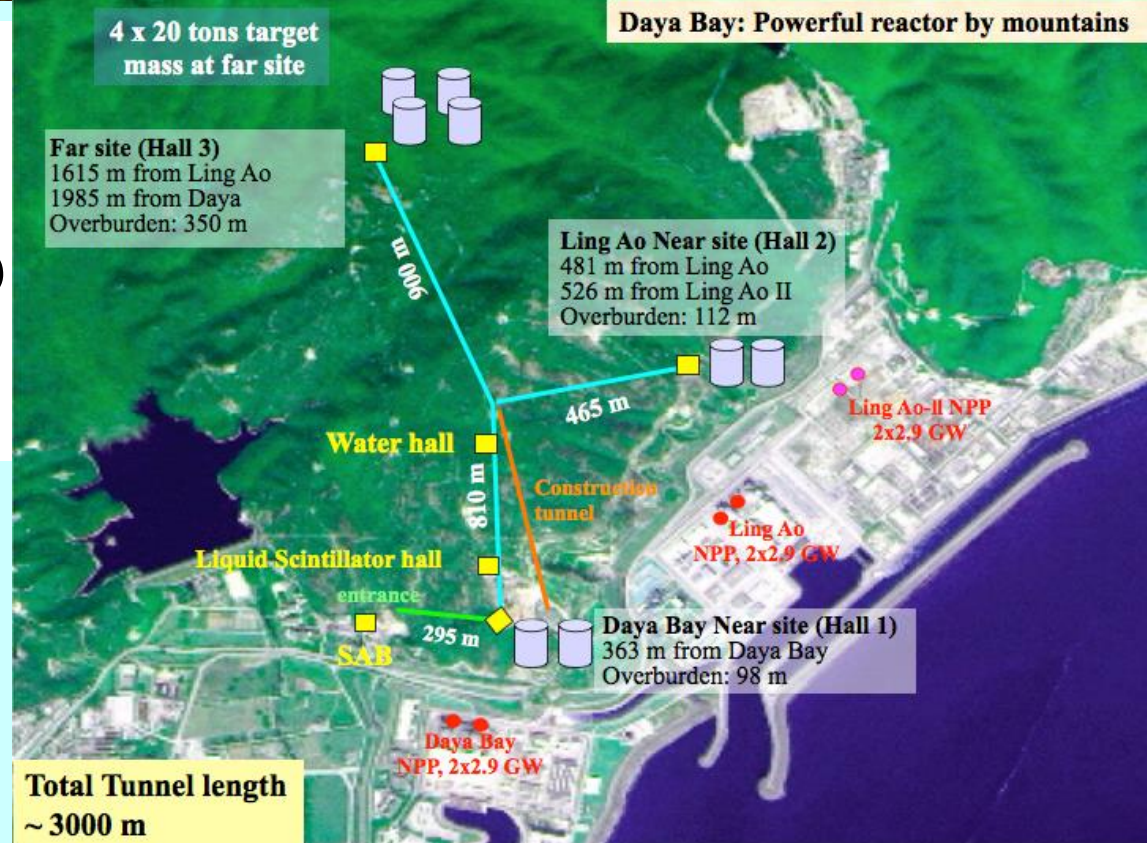 Daya Bay: Powerful reactor by mountains
4 x 20 tons target
mass at far site
Far site (Hall 3)
1615 m from Ling Ao
1985 m from Daya
Overburden: 350 m
900 m
Ling Ao Near site (Hall 2)
481 m from Ling Ao
526 m from Ling Ao II
Overburden: 112 m
465 m
Ling Ao-ll NPP
2x2.9 GW
Water hall
810 m
Construction
tunnel
Ling Ao
NPP, 2x2.9 GW
Liquid Scintillator hall
entrance
295 m
SAB
Daya Bay Near site (Hall 1)
363 m from Daya Bay
Overburden: 98 m
Daya Bay
NPP, 2x2.9 GW
Total Tunnel length
~ 3000 m
)